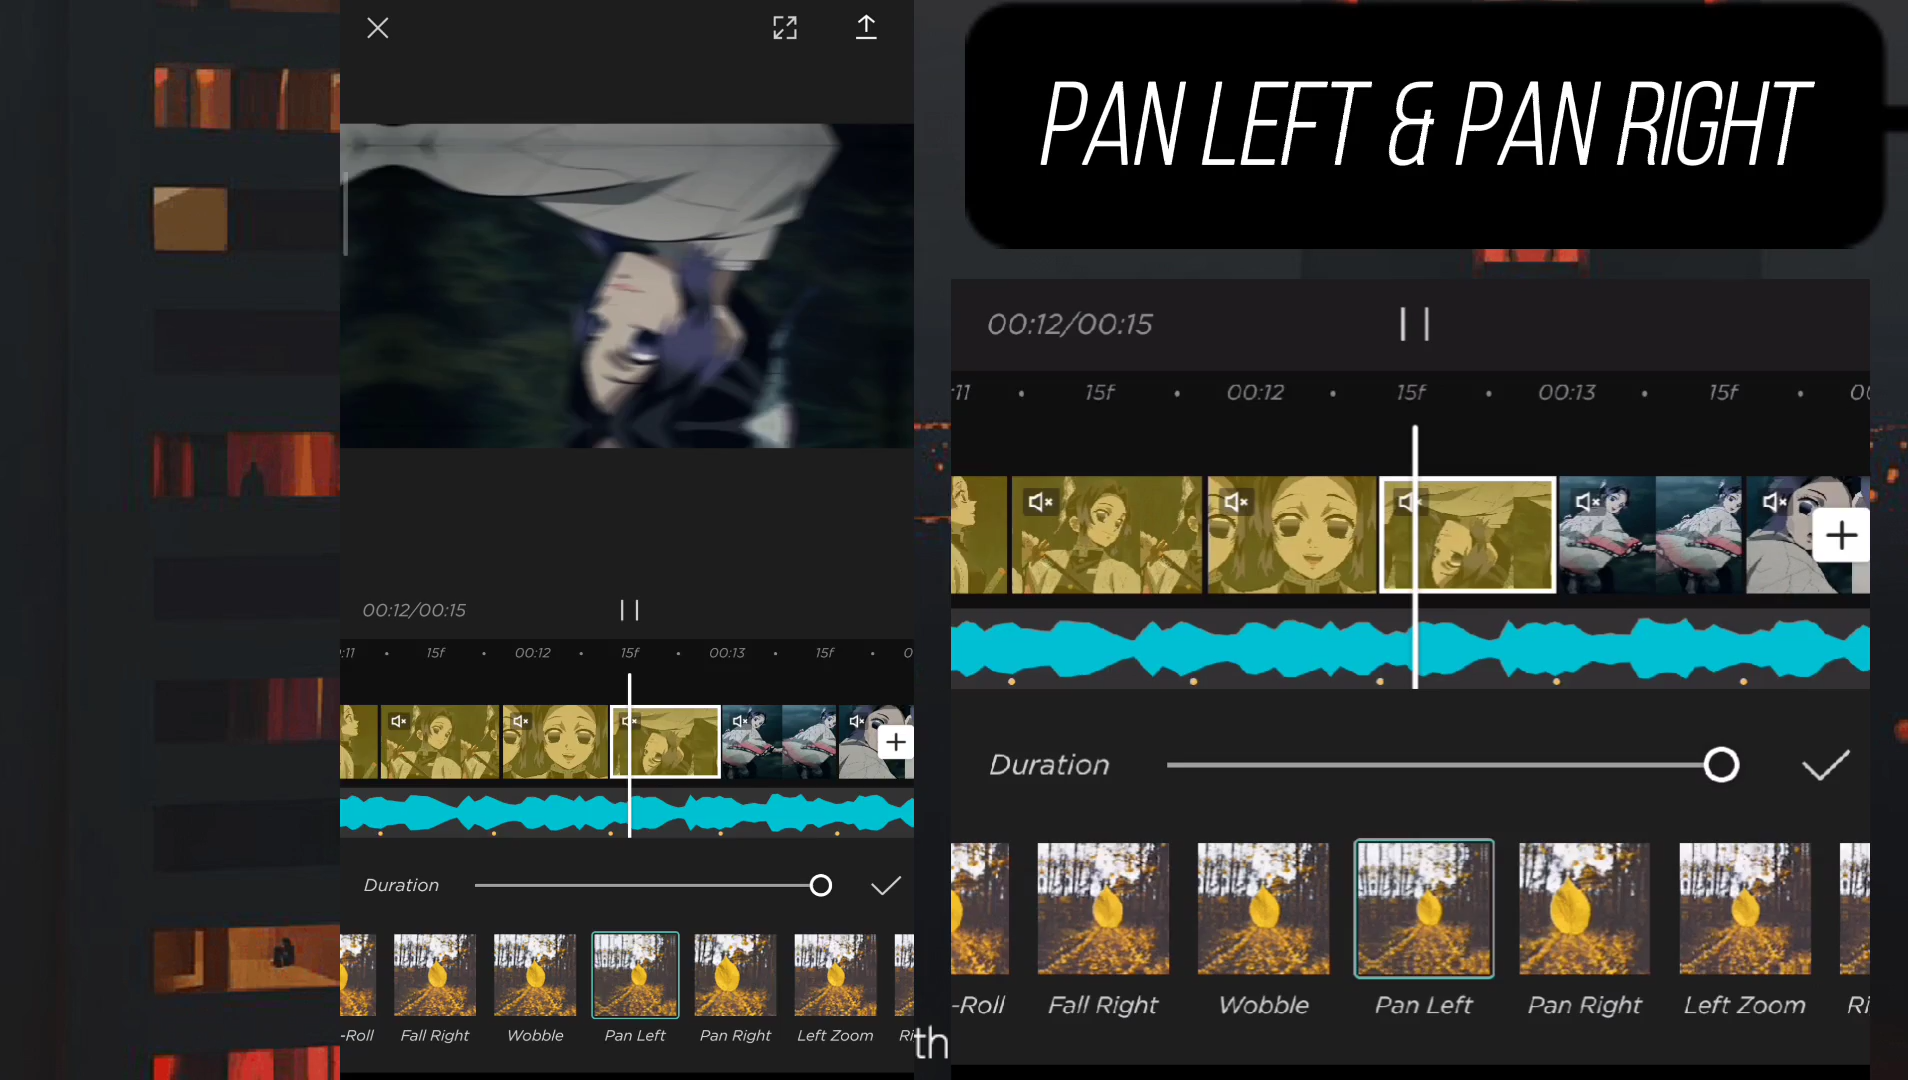 PAN LEFT & PAN RIGHT
00:12/00:15
:11 15f 00:12 15f 00:13 15f 0
Duration
-Roll Fall Right Wobble Pan Left Pan Right Left Zoom Ri
th
00:12/00:15
:11 15f 00:12 15f 00:13 15f 00
Duration
-Roll Fall Right Wobble Pan Left Pan Right Left Zoom Ri